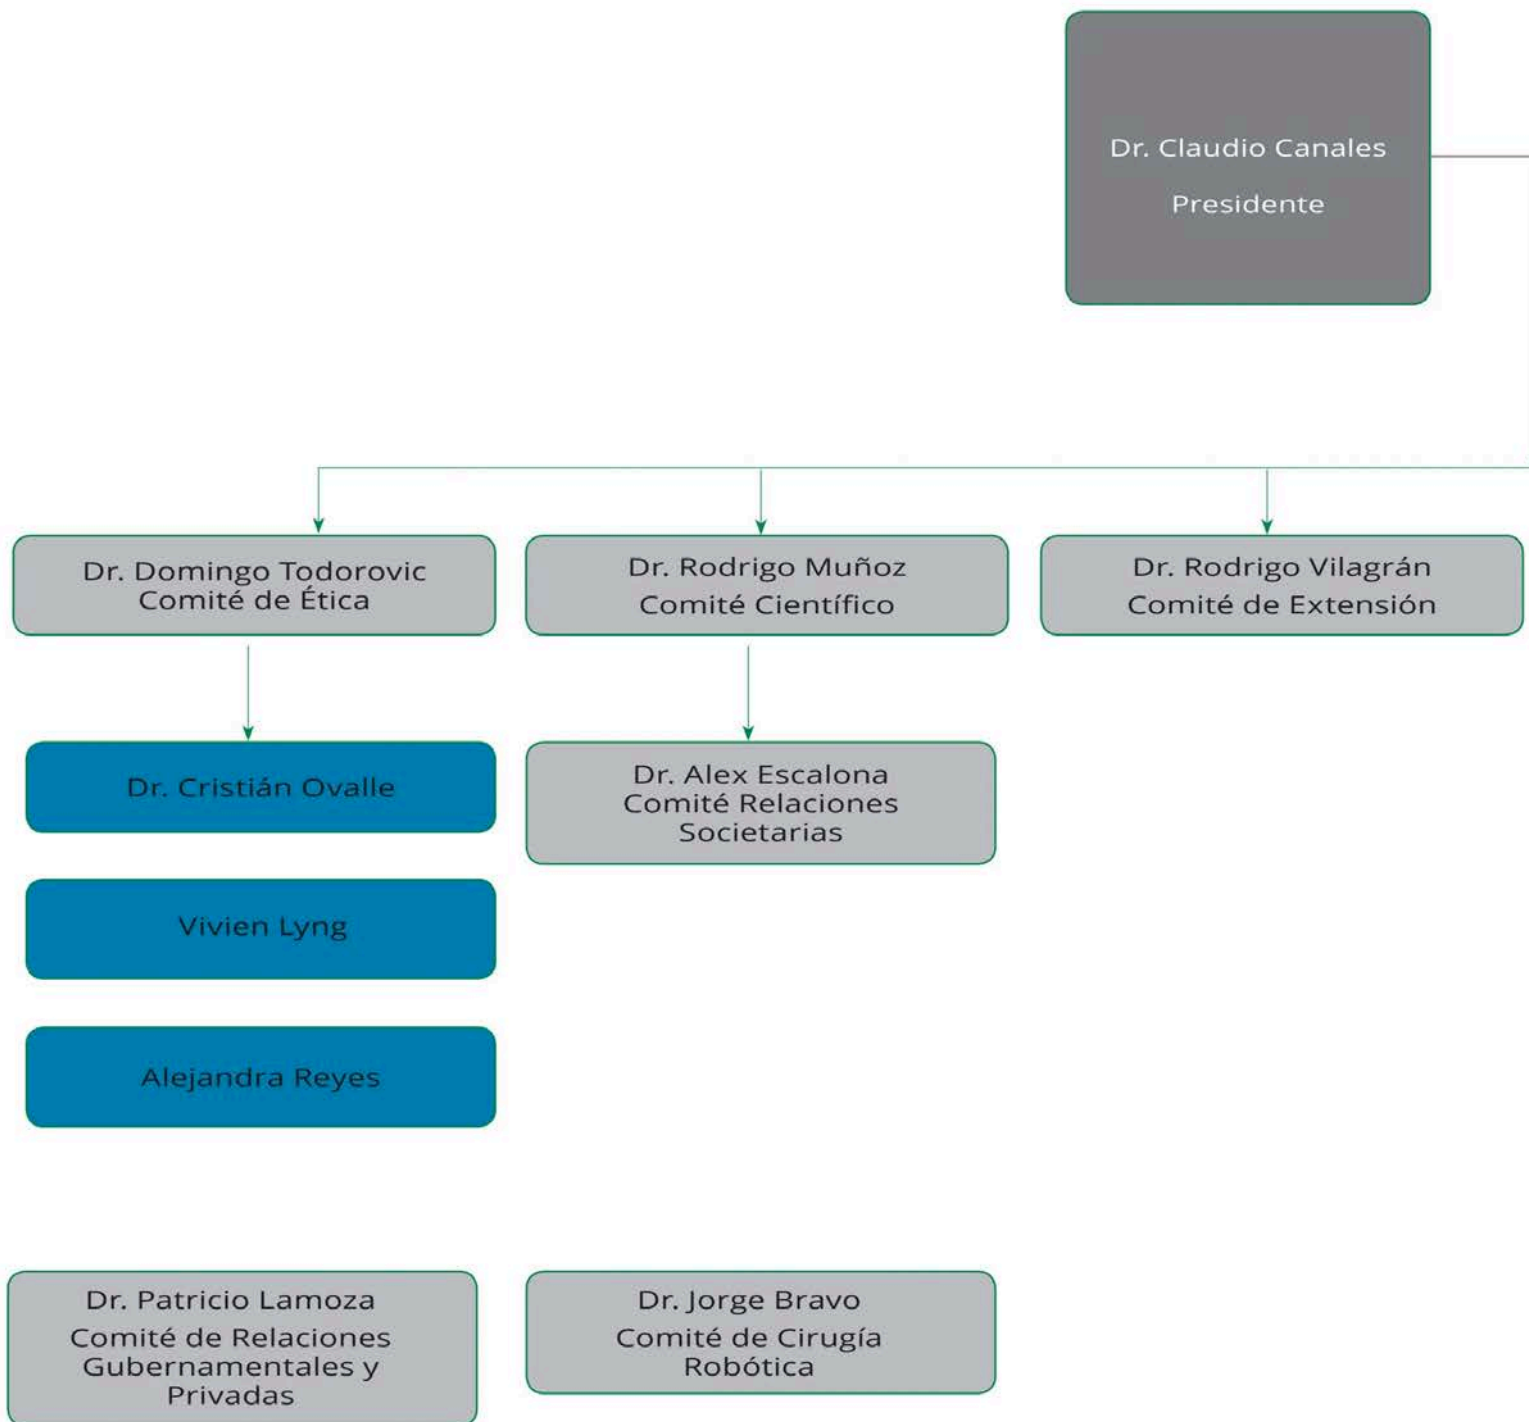 Dr. Claudio Canales
Presidente
Dr. Domingo Todorovic
Comité de Ética
Dr. Rodrigo Muñoz
Comité Científico
Dr. Rodrigo Vilagrán
Comité de Extensión
Dr. Cristián Ovalle
Dr. Alex Escalona
Comité Relaciones
Societarias
Vivien Lyng
Alejandra Reyes
Dr. Patricio Lamoza
Comité de Relaciones
Gubernamentales y
Privadas
Dr. Jorge Bravo
Comité de Cirugía
Robótica